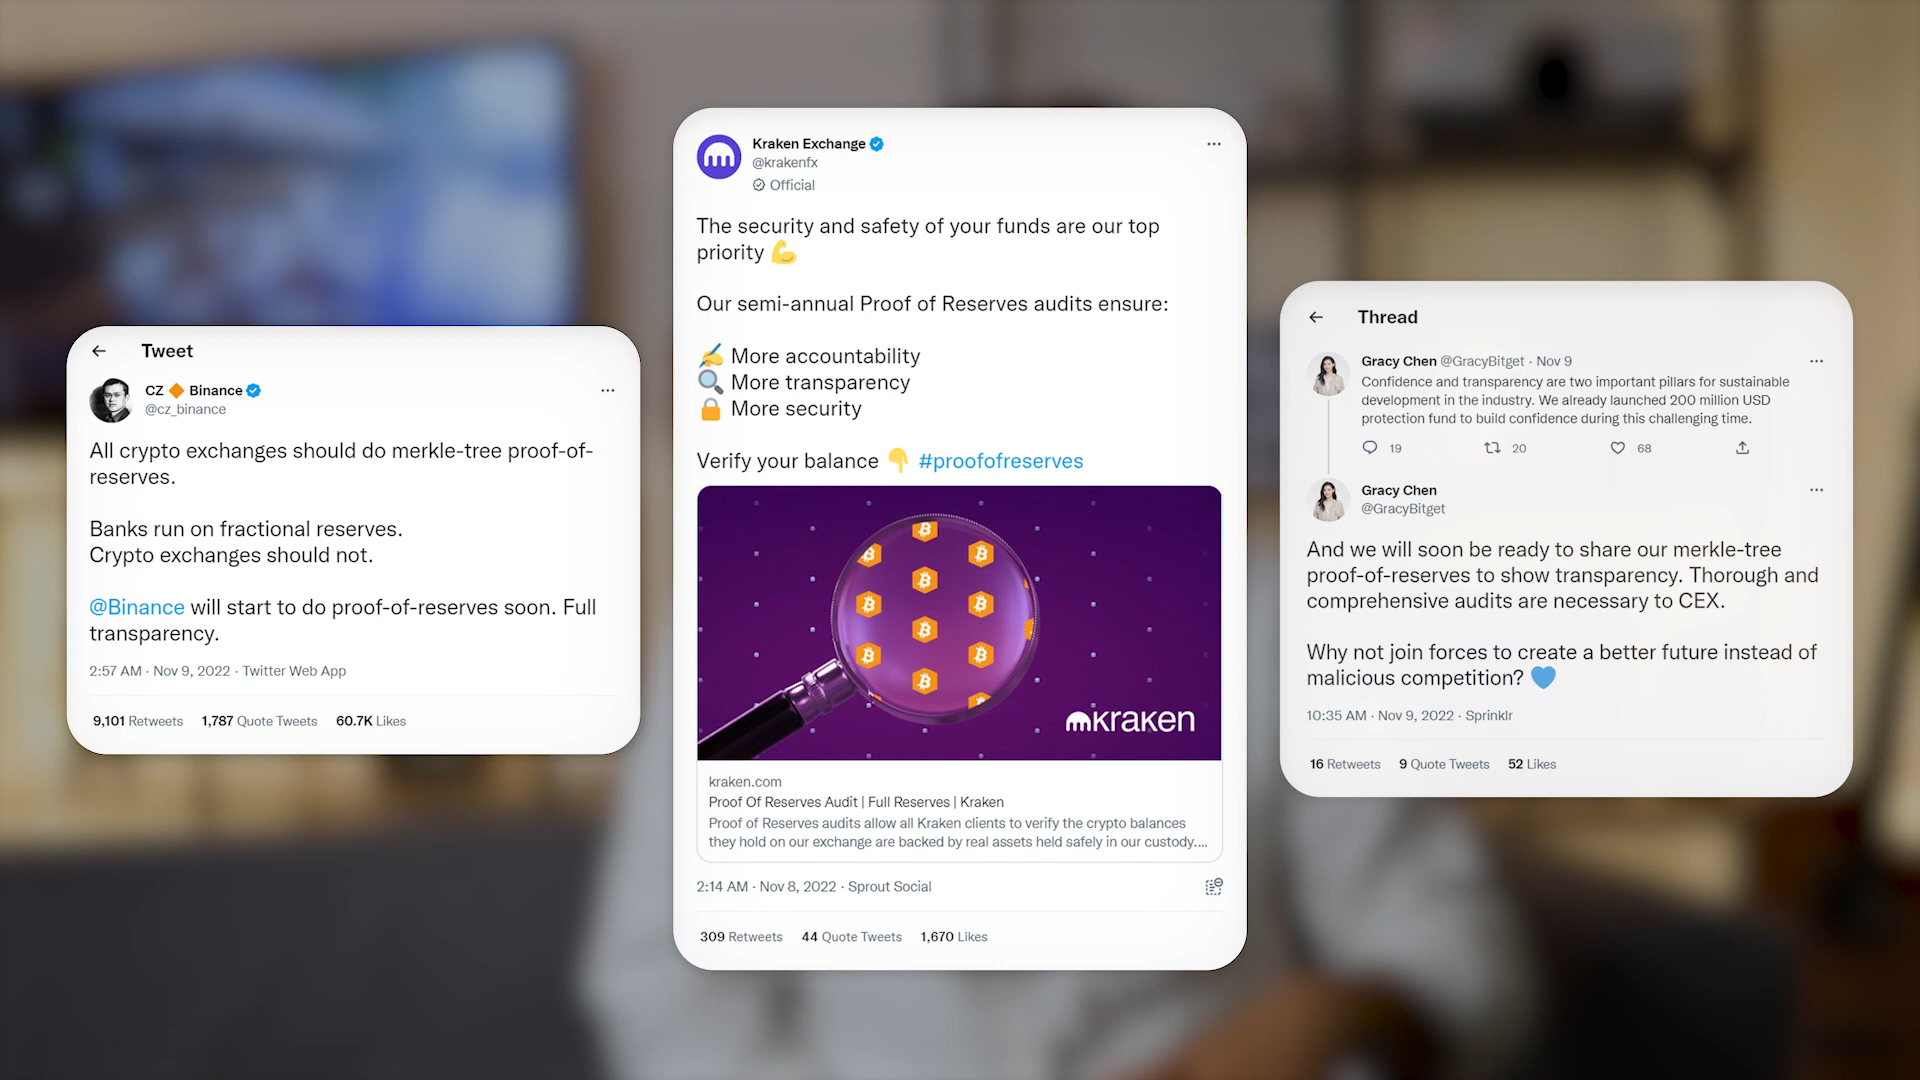 Tweet
CZ 🔶 Binance
@cz_binance
All crypto exchanges should do merkle-tree proof-of-
reserves.
Banks run on fractional reserves.
Crypto exchanges should not.
@Binance will start to do proof-of-reserves soon. Full
transparency.
2:57 AM · Nov 9, 2022 · Twitter Web App
9,101 Retweets 1,787 Quote Tweets 60.7K Likes
Kraken Exchange
@krakenfx
Official
The security and safety of your funds are our top
priority 💪
Our semi-annual Proof of Reserves audits ensure:
✍️ More accountability
🔍 More transparency
🔒 More security
Verify your balance 👇 #proofofreserves
mkraken
kraken.com
Proof Of Reserves Audit | Full Reserves | Kraken
Proof of Reserves audits allow all Kraken clients to verify the crypto balances
they hold on our exchange are backed by real assets held safely in our custody....
2:14 AM · Nov 8, 2022 · Sprout Social
309 Retweets 44 Quote Tweets 1,670 Likes
Thread
Gracy Chen @GracyBitget · Nov 9
Confidence and transparency are two important pillars for sustainable
development in the industry. We already launched 200 million USD
protection fund to build confidence during this challenging time.
19 20 68
Gracy Chen
@GracyBitget
And we will soon be ready to share our merkle-tree
proof-of-reserves to show transparency. Thorough and
comprehensive audits are necessary to CEX.
Why not join forces to create a better future instead of
malicious competition? 💙
10:35 AM · Nov 9, 2022 · Sprinklr
16 Retweets 9 Quote Tweets 52 Likes